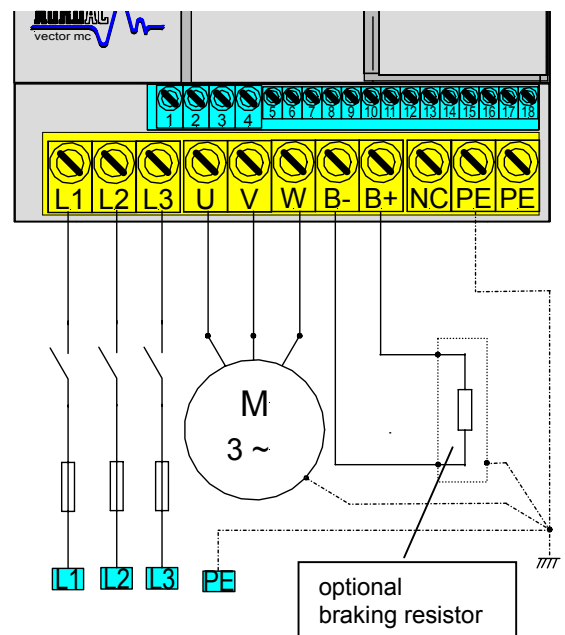 vector mc
1 2 3 4 5 6 7 8 9 10 11 12 13 14 15 16 17 18
L1 L2 L3 U V W B- B+ NC PE PE
M
3 ~
L1 L2 L3 PE
optional
braking resistor